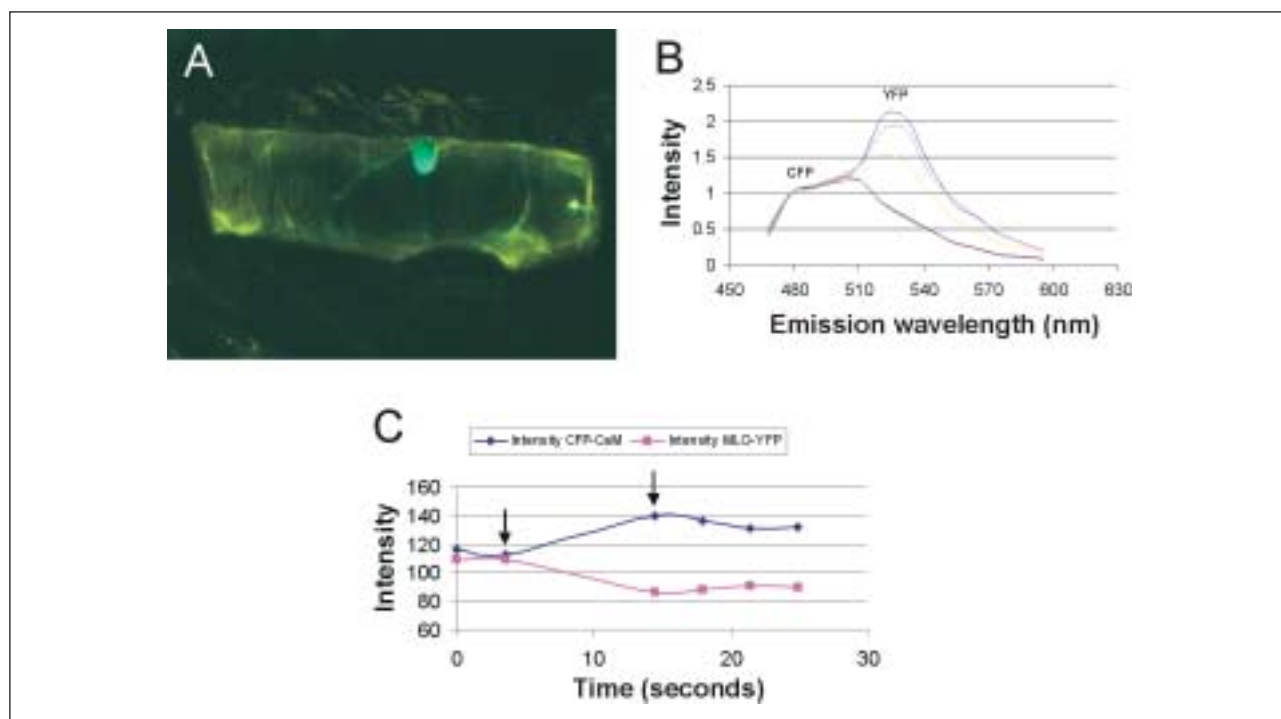 A
B
2.5
2
1.5
1
0.5
0
YFP
CFP
Intensity
450 480 510 540 570 600 630
Emission wavelength (nm)
C
Intensity CFP-CaM Intensity MLO-YFP
160
140
120
100
80
60
Intensity
0 10 20 30
Time (seconds)